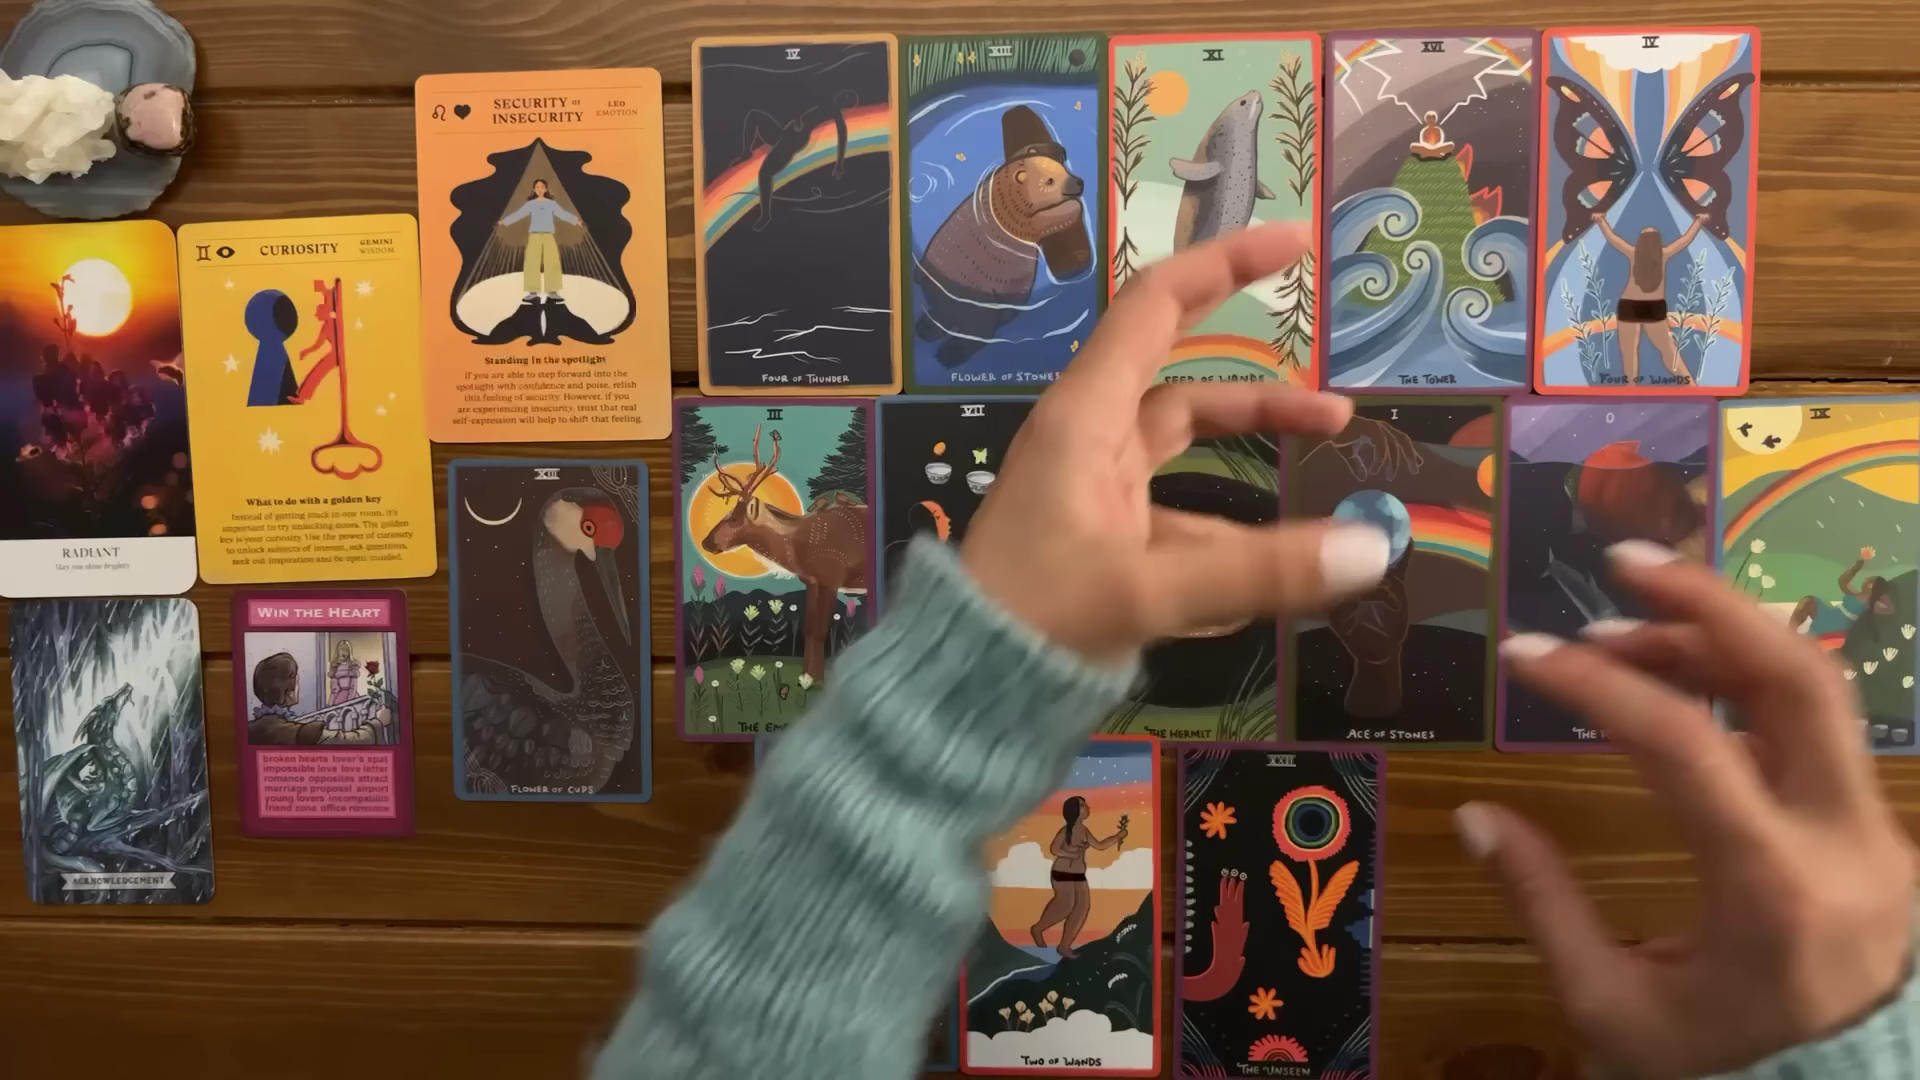 SECURITY or
INSECURITY
LEO
EMOTION
Standing in the spotlight
If you are able to step forward into the
spotlight with confidence and poise, relish
this feeling of security. However, if you
are experiencing insecurity, trust that real
self-expression will help to shift that feeling.
IV
FOUR OF THUNDER
XIII
FLOWER OF STONES
XI
SEED OF WANDS
XVI
THE TOWER
IV
FOUR OF WANDS
RADIANT
May you shine brightly
CURIOSITY
GEMINI
WISDOM
What to do with a golden key
Instead of getting stuck in one room, it's
important to try unlocking doors. The golden
key is your curiosity. Use the power of curiosity
to unlock subjects of interest, ask questions,
seek out inspiration and be open-minded.
XIII
FLOWER OF CUPS
III
THE
VII
THE HERMIT
I
ACE OF STONES
0
THE
IX
ACKNOWLEDGEMENT
WIN THE HEART
broken hearts lover's spat
impossible love love letter
romance opposites attract
marriage proposal airport
young lovers incompatible
friend zone office romance
TWO OF WANDS
XXII
THE UNSEEN